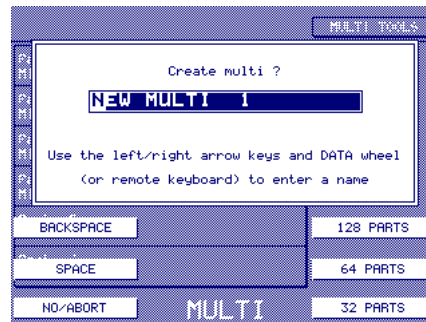 MULTI TOOLS
Create multi ?
NEW MULTI 1
Use the left/right arrow keys and DATA wheel
(or remote keyboard) to enter a name
BACKSPACE
128 PARTS
SPACE
64 PARTS
NO/ABORT
MULTI
32 PARTS